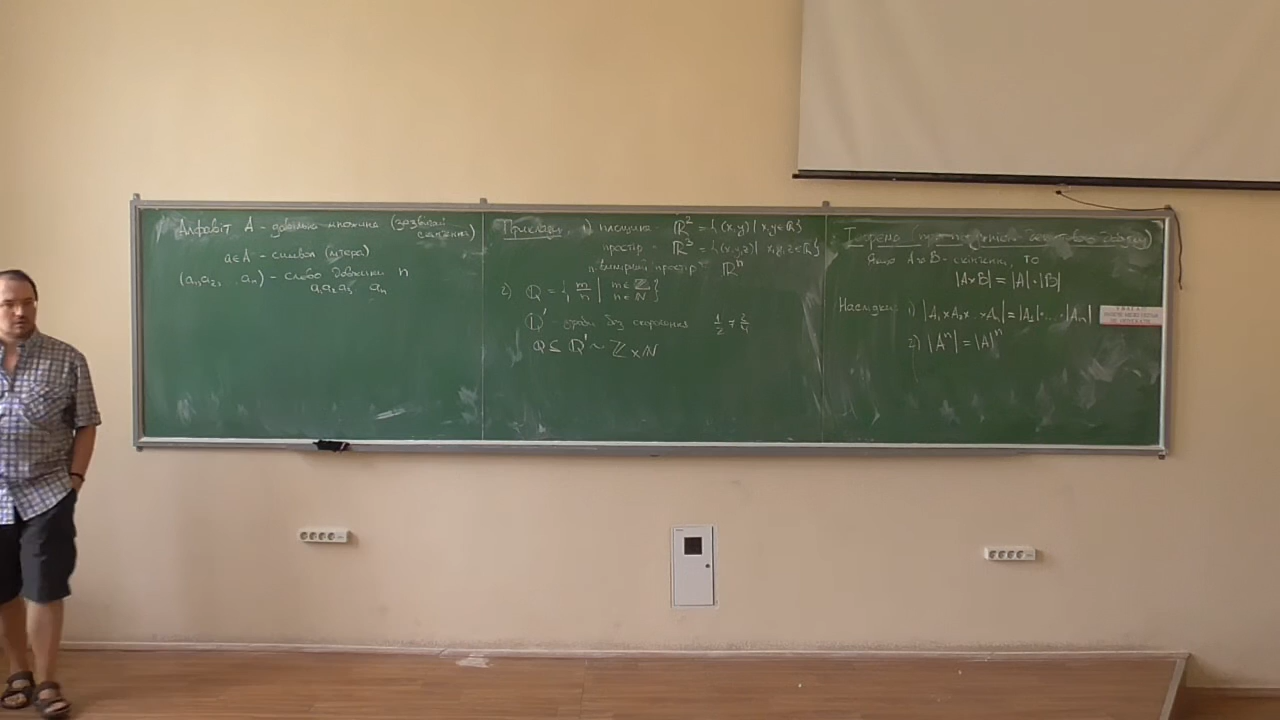 Алфавіт A - довільна множина (зазвичай
скінченна)
a∈A - символ (літера)
(a₁,a₂, ... aₙ) - слово довжини n
a₁a₂a₃ ... aₙ
Приклади. 1) площина - ℝ² = {(x,y) | x,y∈ℝ}
простір - ℝ³ = {(x,y,z) | x,y,z∈ℝ}
n-вимірний простір - ℝⁿ
2) ℚ = { m/n | m∈ℤ n∈ℕ }
ℚ' - дроби без скорочення 1/2 ≠ 2/4
ℚ ⊆ ℚ' ~ ℤ×ℕ
Теорема
Якщо A та B - скінченні, то
|A×B| = |A|·|B|
Наслідки: 1) |A₁×A₂×...×Aₙ| = |A₁|·...·|Aₙ|
2) |Aⁿ| = |A|ⁿ